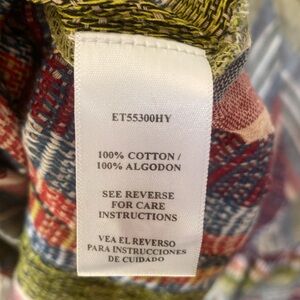 ET55300HY
100% COTTON /
100% ALGODON
SEE REVERSE
FOR CARE
INSTRUCTIONS
VEA EL REVERSO
PARA INSTRUCCIONES
DE CUIDADO